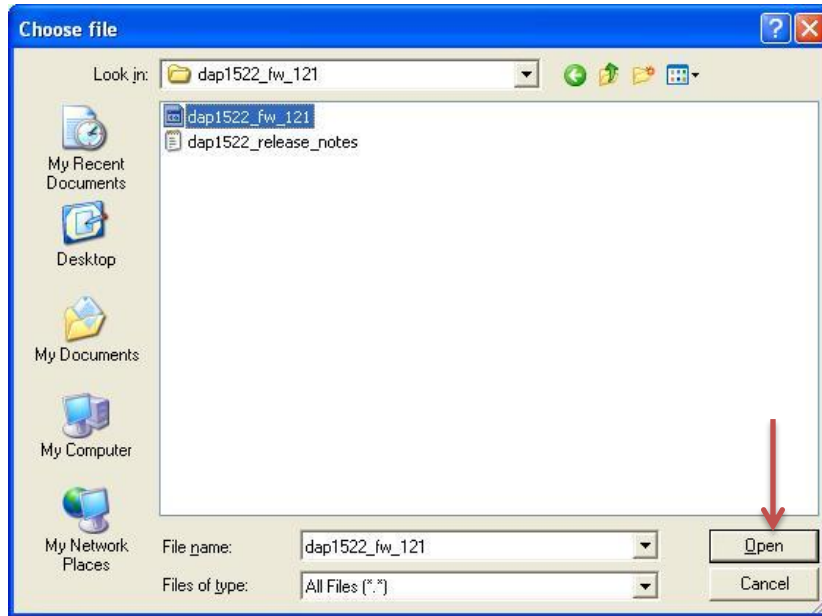 Choose file
Look in: dap1522_fw_121
dap1522_fw_121
dap1522_release_notes
My Recent
Documents
Desktop
My Documents
My Computer
My Network
Places
File name: dap1522_fw_121 Open
Files of type: All Files (*.*) Cancel